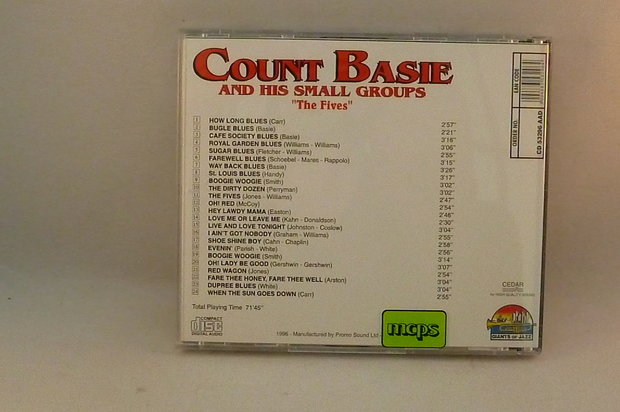 COUNT BASIE
AND HIS SMALL GROUPS
"The Fives"
HOW LONG BLUES (Carr) 2'57"
BUGLE BLUES (Basie) 2'21"
CAFE SOCIETY BLUES (Basie) 3'16"
ROYAL GARDEN BLUES (Williams - Williams) 3'06"
SUGAR BLUES (Fletcher - Williams) 2'55"
FAREWELL BLUES (Schoebel - Mares - Rappolo) 3'15"
WAY BACK BLUES (Basie) 3'26"
ST. LOUIS BLUES (Handy) 3'17"
BOOGIE WOOGIE (Smith) 3'02"
THE DIRTY DOZEN (Perryman) 3'02"
THE FIVES (Jones - Williams) 2'47"
OH! RED (McCoy) 2'54"
HEY LAWDY MAMA (Easton) 2'46"
LOVE ME OR LEAVE ME (Kahn - Donaldson) 2'30"
LIVE AND LOVE TONIGHT (Johnston - Coslow) 3'04"
I AIN'T GOT NOBODY (Graham - Williams) 2'55"
SHOE SHINE BOY (Cahn - Chaplin) 2'58"
EVENIN' (Parish - White) 2'56"
BOOGIE WOOGIE (Smith) 3'14"
OH! LADY BE GOOD (Gershwin - Gershwin) 3'07"
RED WAGON (Jones) 2'54"
FARE THEE HONEY, FARE THEE WELL (Arston) 3'04"
DUPREE BLUES (White) 3'04"
WHEN THE SUN GOES DOWN (Carr) 2'55"
Total Playing Time 71'45"
COMPACT
disc
DIGITAL AUDIO
1996 - Manufactured by Promo Sound Ltd
mcps
CEDAR
for HIGH QUALITY SOUND
GIANTS OF JAZZ
EAN CODE
ORDER NO.
CD 53206 AAD